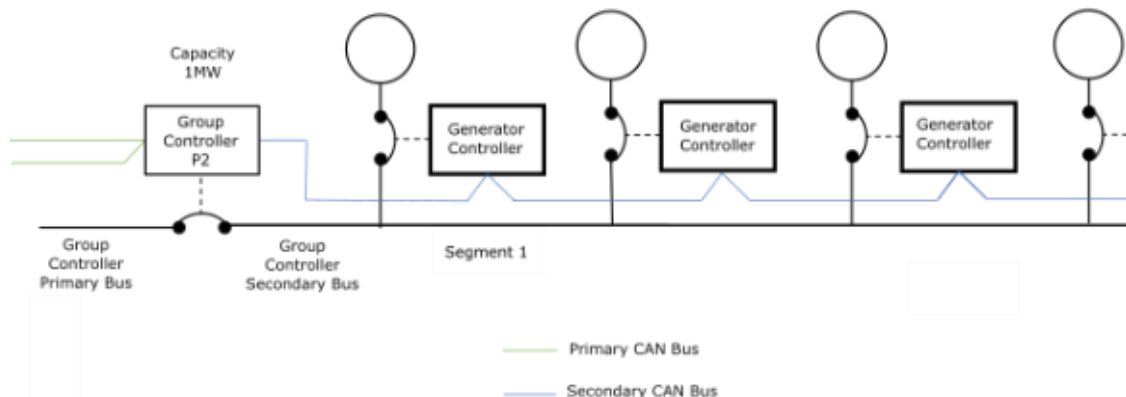 Capacity
1MW
Group
Controller
P2
Generator
Controller
Generator
Controller
Generator
Controller
Group
Controller
Primary Bus
Group
Controller
Secondary Bus
Segment 1
Primary CAN Bus
Secondary CAN Bus